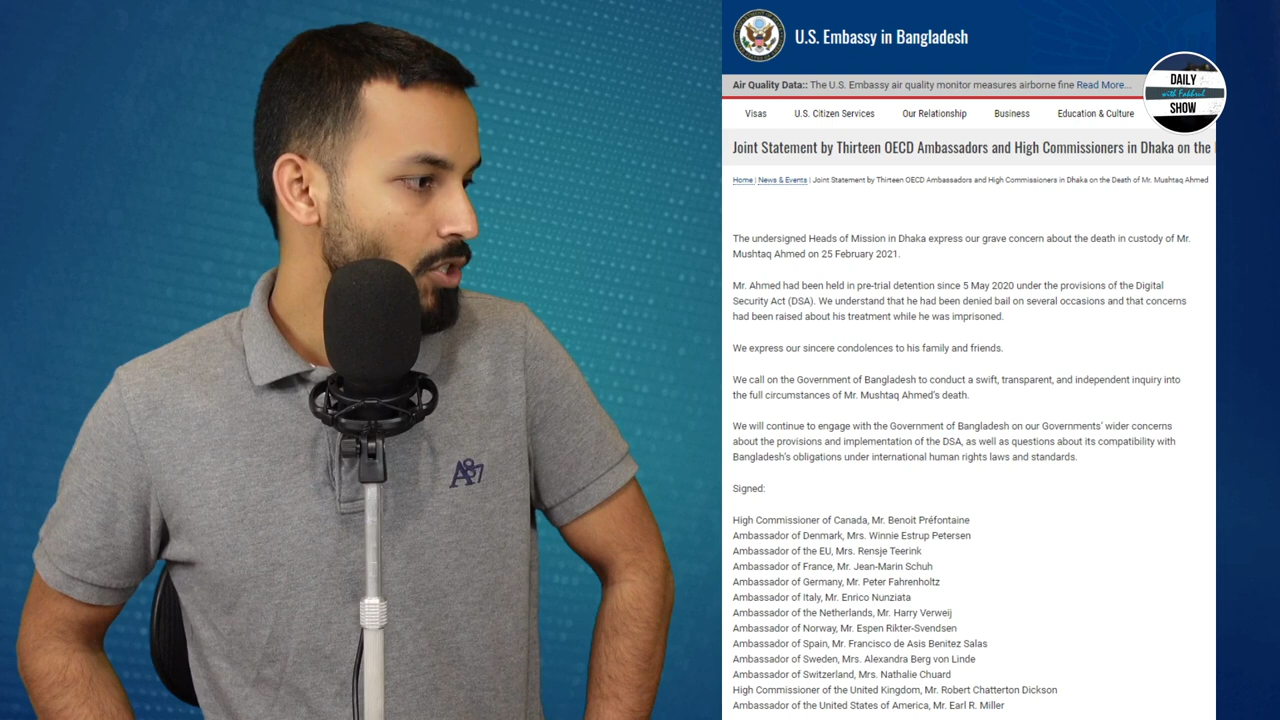 U.S. Embassy in Bangladesh
Air Quality Data:: The U.S. Embassy air quality monitor measures airborne fine Read More...
DAILY
with Fakhrul
SHOW
Visas U.S. Citizen Services Our Relationship Business Education & Culture
Joint Statement by Thirteen OECD Ambassadors and High Commissioners in Dhaka on the
Home | News & Events | Joint Statement by Thirteen OECD Ambassadors and High Commissioners in Dhaka on the Death of Mr. Mushtaq Ahmed
The undersigned Heads of Mission in Dhaka express our grave concern about the death in custody of Mr.
Mushtaq Ahmed on 25 February 2021.
Mr. Ahmed had been held in pre-trial detention since 5 May 2020 under the provisions of the Digital
Security Act (DSA). We understand that he had been denied bail on several occasions and that concerns
had been raised about his treatment while he was imprisoned.
We express our sincere condolences to his family and friends.
We call on the Government of Bangladesh to conduct a swift, transparent, and independent inquiry into
the full circumstances of Mr. Mushtaq Ahmed's death.
We will continue to engage with the Government of Bangladesh on our Governments' wider concerns
about the provisions and implementation of the DSA, as well as questions about its compatibility with
Bangladesh's obligations under international human rights laws and standards.
Signed:
High Commissioner of Canada, Mr. Benoit Préfontaine
Ambassador of Denmark, Mrs. Winnie Estrup Petersen
Ambassador of the EU, Mrs. Rensje Teerink
Ambassador of France, Mr. Jean-Marin Schuh
Ambassador of Germany, Mr. Peter Fahrenholtz
Ambassador of Italy, Mr. Enrico Nunziata
Ambassador of the Netherlands, Mr. Harry Verweij
Ambassador of Norway, Mr. Espen Rikter-Svendsen
Ambassador of Spain, Mr. Francisco de Asis Benitez Salas
Ambassador of Sweden, Mrs. Alexandra Berg von Linde
Ambassador of Switzerland, Mrs. Nathalie Chuard
High Commissioner of the United Kingdom, Mr. Robert Chatterton Dickson
Ambassador of the United States of America, Mr. Earl R. Miller
A87